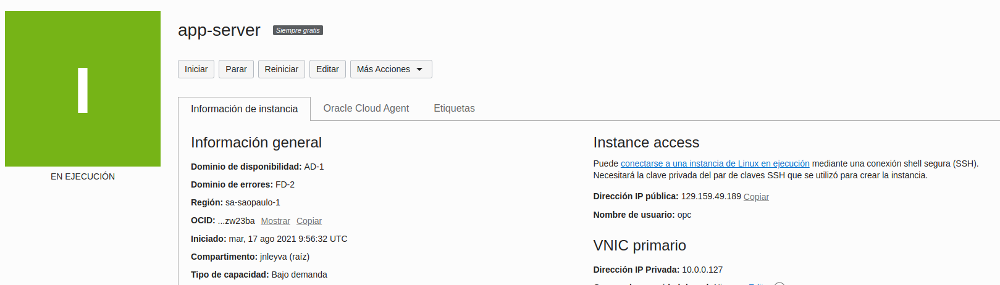 I
EN EJECUCIÓN
app-server Siempre gratis
Iniciar Parar Reiniciar Editar Más Acciones
Información de instancia Oracle Cloud Agent Etiquetas
Información general
Dominio de disponibilidad: AD-1
Dominio de errores: FD-2
Región: sa-saopaulo-1
OCID: ...zw23ba Mostrar Copiar
Iniciado: mar, 17 ago 2021 9:56:32 UTC
Compartimento: jnleyva (raíz)
Tipo de capacidad: Bajo demanda
Instance access
Puede conectarse a una instancia de Linux en ejecución mediante una conexión shell segura (SSH).
Necesitará la clave privada del par de claves SSH que se utilizó para crear la instancia.
Dirección IP pública: 129.159.49.189 Copiar
Nombre de usuario: opc
VNIC primario
Dirección IP Privada: 10.0.0.127